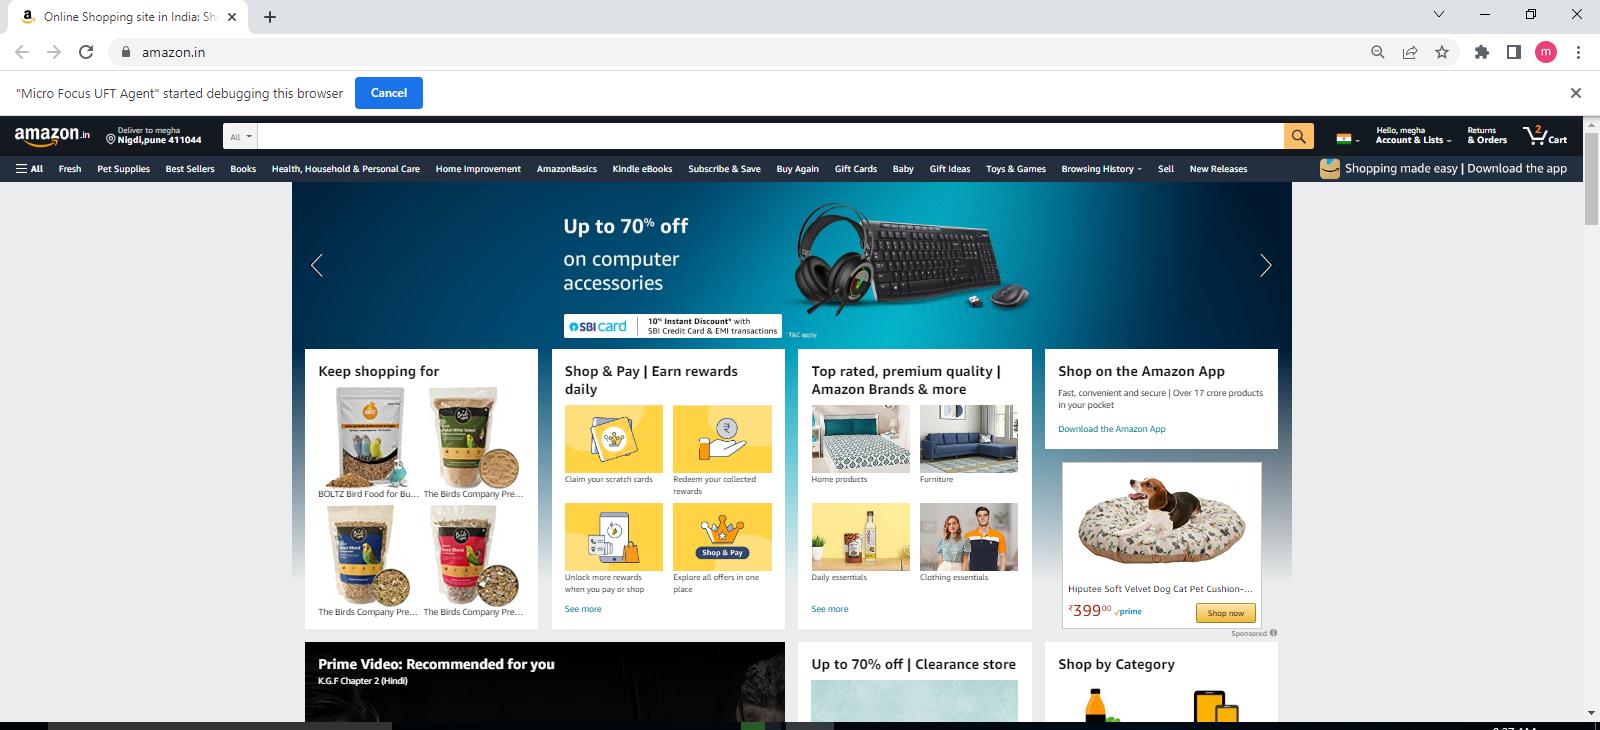 Online Shopping site in India: Sh
amazon.in
"Micro Focus UFT Agent" started debugging this browser
Cancel
m
amazon.in
Deliver to megha
Nigdi,pune 411044
All
Hello, megha
Account & Lists
Returns
& Orders
2
Cart
All
Fresh
Pet Supplies
Best Sellers
Books
Health, Household & Personal Care
Home Improvement
AmazonBasics
Kindle eBooks
Subscribe & Save
Buy Again
Gift Cards
Baby
Gift Ideas
Toys & Games
Browsing History
Sell
New Releases
Shopping made easy | Download the app
Up to 70% off
on computer
accessories
SBI card
10% Instant Discount* with
SBI Credit Card & EMI transactions
*T&C apply
Keep shopping for
BOLTZ Bird Food for Bu...
The Birds Company Pre...
The Birds Company Pre...
The Birds Company Pre...
Shop & Pay | Earn rewards
daily
Claim your scratch cards
Redeem your collected
rewards
Shop & Pay
Unlock more rewards
when you pay or shop
Explore all offers in one
place
See more
Top rated, premium quality |
Amazon Brands & more
Home products
Furniture
Daily essentials
Clothing essentials
See more
Shop on the Amazon App
Fast, convenient and secure | Over 17 crore products
in your pocket
Download the Amazon App
Hiputee Soft Velvet Dog Cat Pet Cushion-...
₹39900 prime
Shop now
Sponsored
Prime Video: Recommended for you
K.G.F Chapter 2 (Hindi)
Up to 70% off | Clearance store
Shop by Category